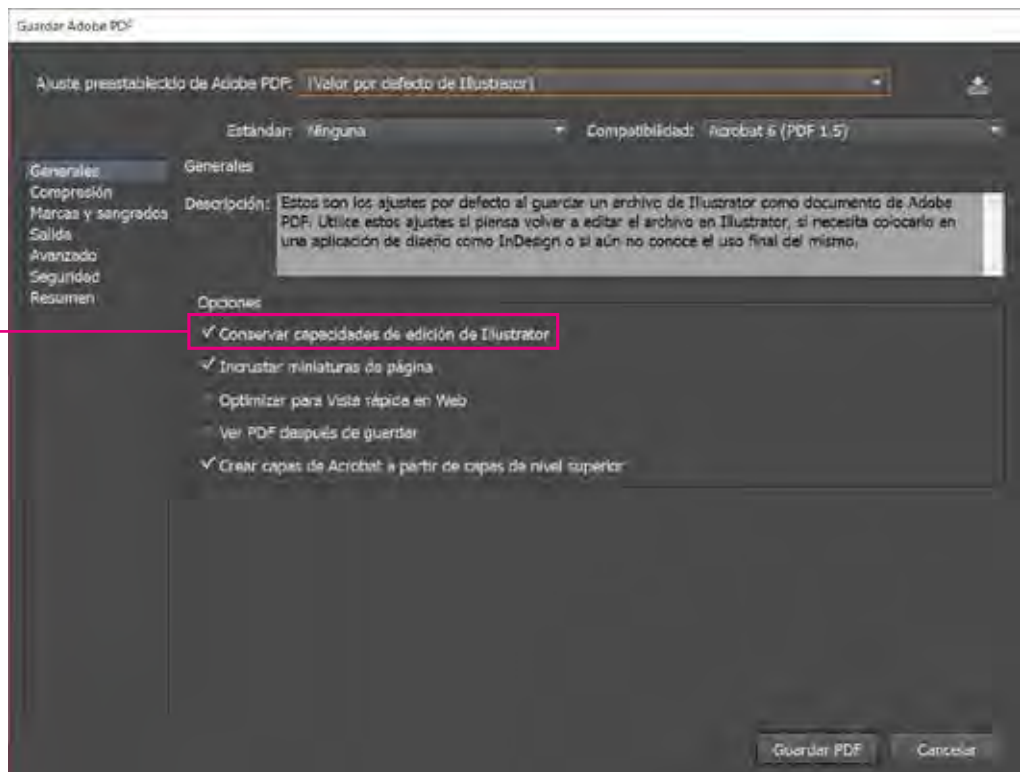 Guardar Adobe PDF
Ajuste preestablecido de Adobe PDF: [Valor por defecto de Illustrator]
Estándar: Ninguna Compatibilidad: Acrobat 6 (PDF 1.5)
Generales
Compresión
Marcas y sangrados
Salida
Avanzado
Seguridad
Resumen
Generales
Descripción: Estos son los ajustes por defecto al guardar un archivo de Illustrator como documento de Adobe
PDF. Utilice estos ajustes si piensa volver a editar el archivo en Illustrator, si necesita colocarlo en
una aplicación de diseño como InDesign o si aún no conoce el uso final del mismo.
Opciones
Conservar capacidades de edición de Illustrator
Incrustar miniaturas de página
Optimizar para Vista rápida en Web
Ver PDF después de guardar
Crear capas de Acrobat a partir de capas de nivel superior
Guardar PDF Cancelar